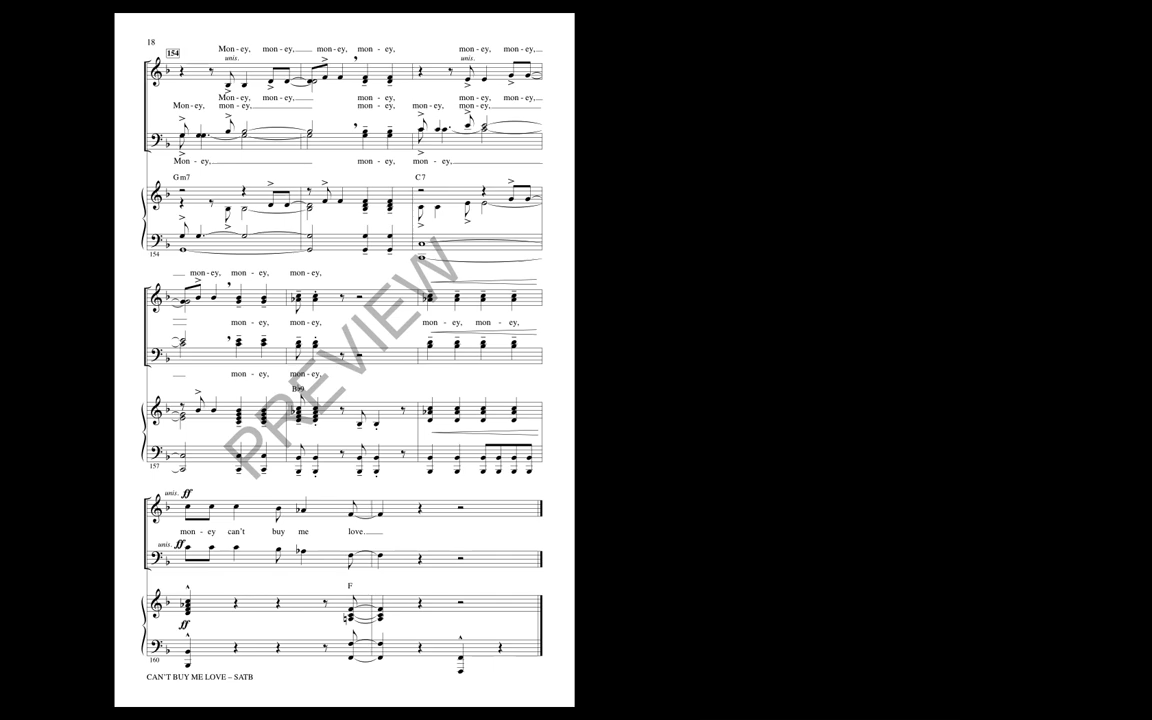 18
154
Mon - ey, mon - ey, mon - ey, mon - ey, mon - ey, mon - ey,
unis. unis.
Mon - ey, mon - ey, mon - ey, mon - ey, mon - ey,
Mon - ey, mon - ey, mon - ey, mon - ey, mon - ey,
Mon - ey, mon - ey, mon - ey,
Gm7 C7
154
mon - ey, mon - ey, mon - ey,
mon - ey, mon - ey, mon - ey, mon - ey,
mon - ey, mon - ey,
157
PREVIEW
unis. ff
mon - ey can't buy me love.
unis. ff
F
ff
160
CAN'T BUY ME LOVE – SATB